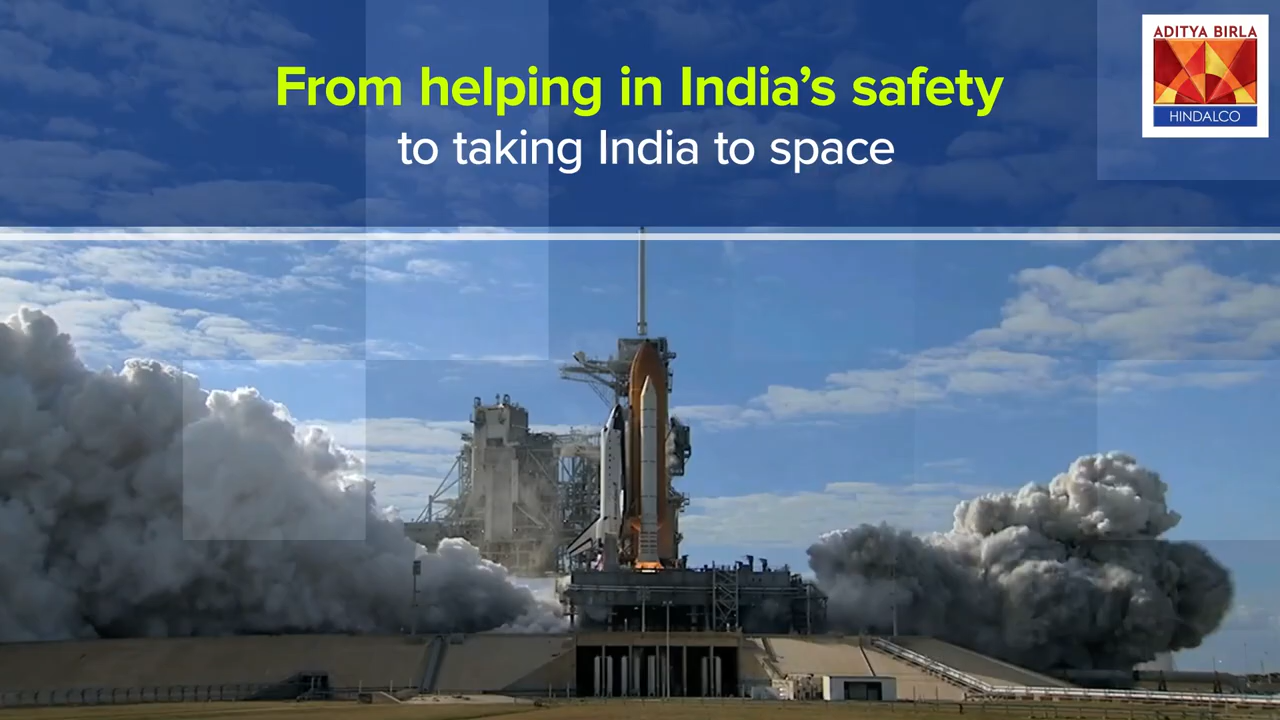 From helping in India’s safety
to taking India to space
ADITYA BIRLA
HINDALCO